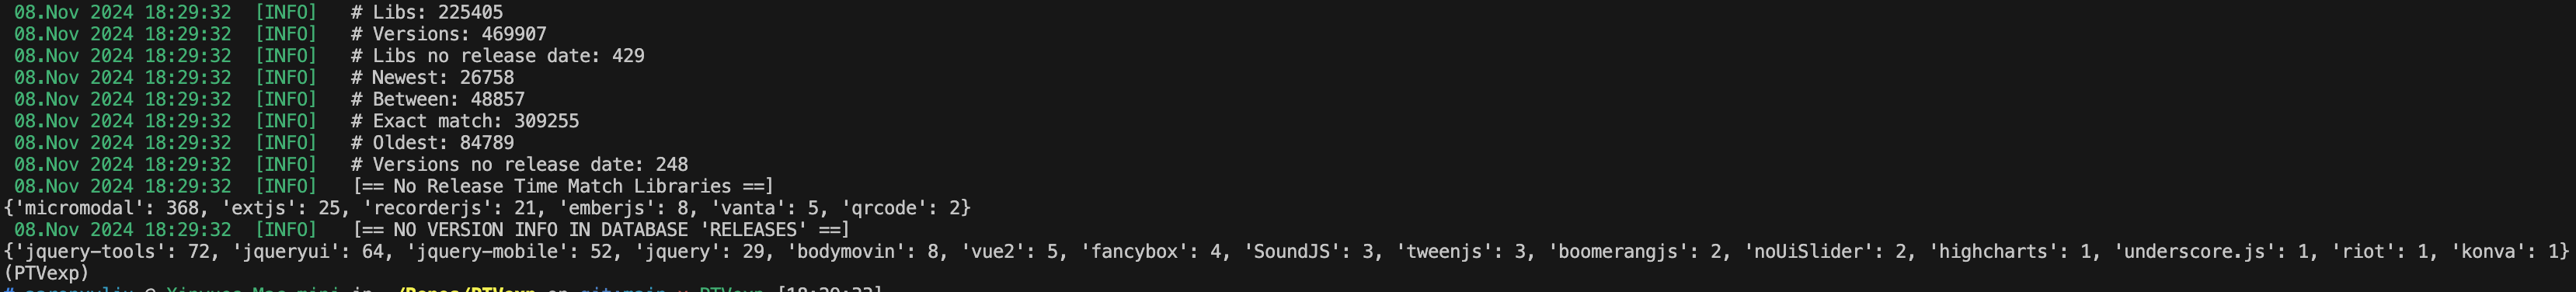 08.Nov 2024 18:29:32 [INFO] # Libs: 225405
08.Nov 2024 18:29:32 [INFO] # Versions: 469907
08.Nov 2024 18:29:32 [INFO] # Libs no release date: 429
08.Nov 2024 18:29:32 [INFO] # Newest: 26758
08.Nov 2024 18:29:32 [INFO] # Between: 48857
08.Nov 2024 18:29:32 [INFO] # Exact match: 309255
08.Nov 2024 18:29:32 [INFO] # Oldest: 84789
08.Nov 2024 18:29:32 [INFO] # Versions no release date: 248
08.Nov 2024 18:29:32 [INFO] [== No Release Time Match Libraries ==]
{'micromodal': 368, 'extjs': 25, 'recorderjs': 21, 'emberjs': 8, 'vanta': 5, 'qrcode': 2}
08.Nov 2024 18:29:32 [INFO] [== NO VERSION INFO IN DATABASE 'RELEASES' ==]
{'jquery-tools': 72, 'jqueryui': 64, 'jquery-mobile': 52, 'jquery': 29, 'bodymovin': 8, 'vue2': 5, 'fancybox': 4, 'SoundJS': 3, 'tweenjs': 3, 'boomerangjs': 2, 'noUiSlider': 2, 'highcharts': 1, 'underscore.js': 1, 'riot': 1, 'konva': 1}
(PTVexp)